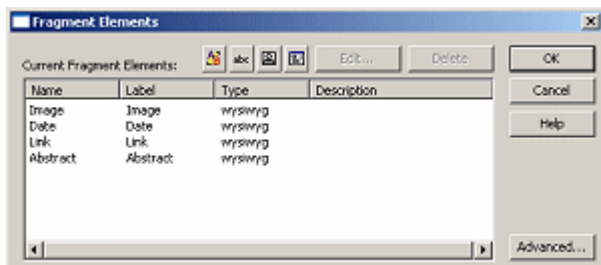 Fragment Elements
Current Fragment Elements: abc Edit... Delete OK
Name Label Type Description Cancel
Image Image wysiwyg
Date Date wysiwyg Help
Link Link wysiwyg
Abstract Abstract wysiwyg
Advanced...